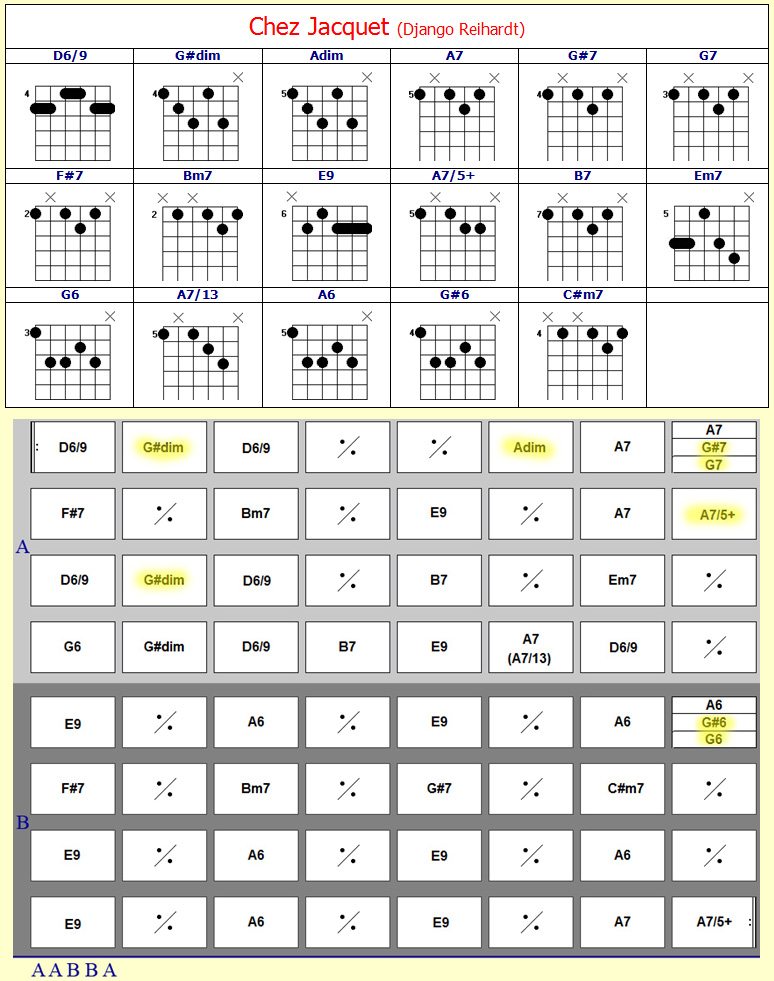 Chez Jacquet (Django Reihardt)
D6/9 G#dim Adim A7 G#7 G7
4 × 4 × 5 × 5 × × 4 × × 3 × ×
F#7 Bm7 E9 A7/5+ B7 Em7
2 × × 2 × × 6 × 5 × × 7 × × 5 ×
G6 A7/13 A6 G#6 C#m7
3 × 5 × × 5 × 4 × 4 × ×
: D6/9 G#dim D6/9 ٪ ٪ Adim A7 A7
G#7
G7
F#7 ٪ Bm7 ٪ E9 ٪ A7 A7/5+
A
D6/9 G#dim D6/9 ٪ B7 ٪ Em7 ٪
G6 G#dim D6/9 B7 E9 A7 D6/9 ٪
(A7/13)
E9 ٪ A6 ٪ E9 ٪ A6 A6
G#6
G6
F#7 ٪ Bm7 ٪ G#7 ٪ C#m7 ٪
B
E9 ٪ A6 ٪ E9 ٪ A6 ٪
E9 ٪ A6 ٪ E9 ٪ A7 A7/5+ :
A A B B A